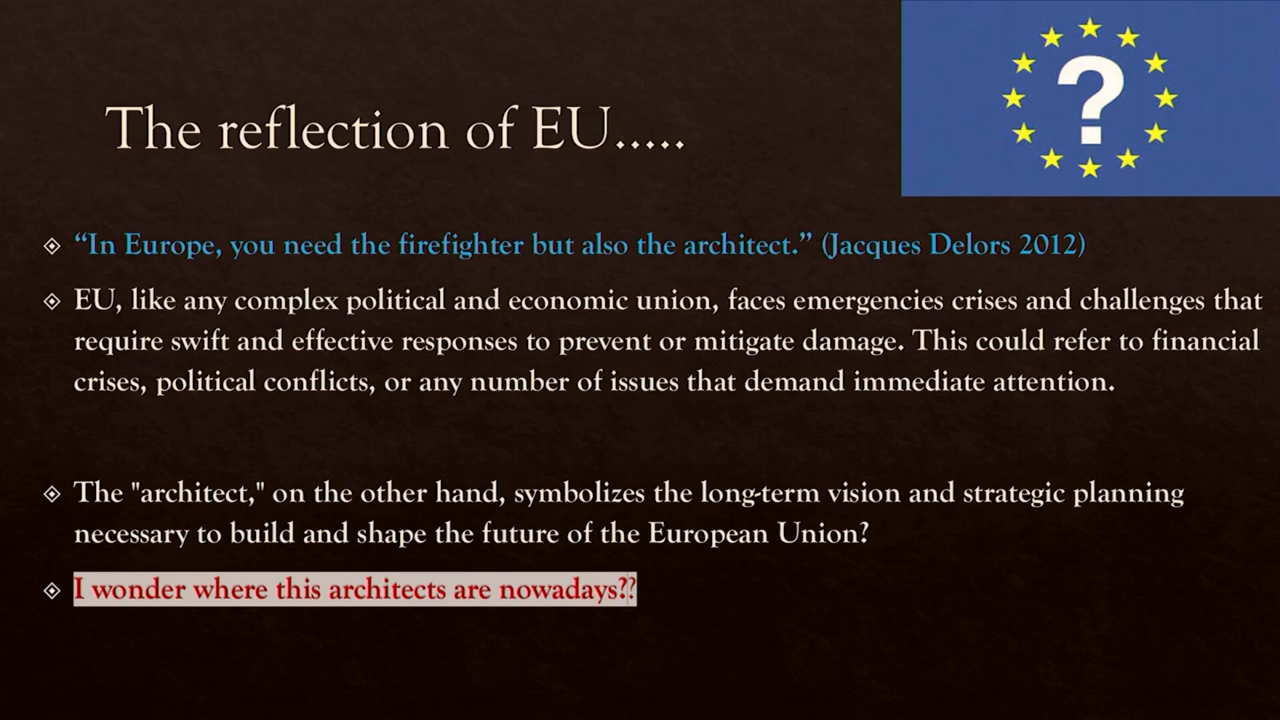 ?
The reflection of EU.....
“In Europe, you need the firefighter but also the architect.” (Jacques Delors 2012)
EU, like any complex political and economic union, faces emergencies crises and challenges that
require swift and effective responses to prevent or mitigate damage. This could refer to financial
crises, political conflicts, or any number of issues that demand immediate attention.
The "architect," on the other hand, symbolizes the long-term vision and strategic planning
necessary to build and shape the future of the European Union?
I wonder where this architects are nowadays??